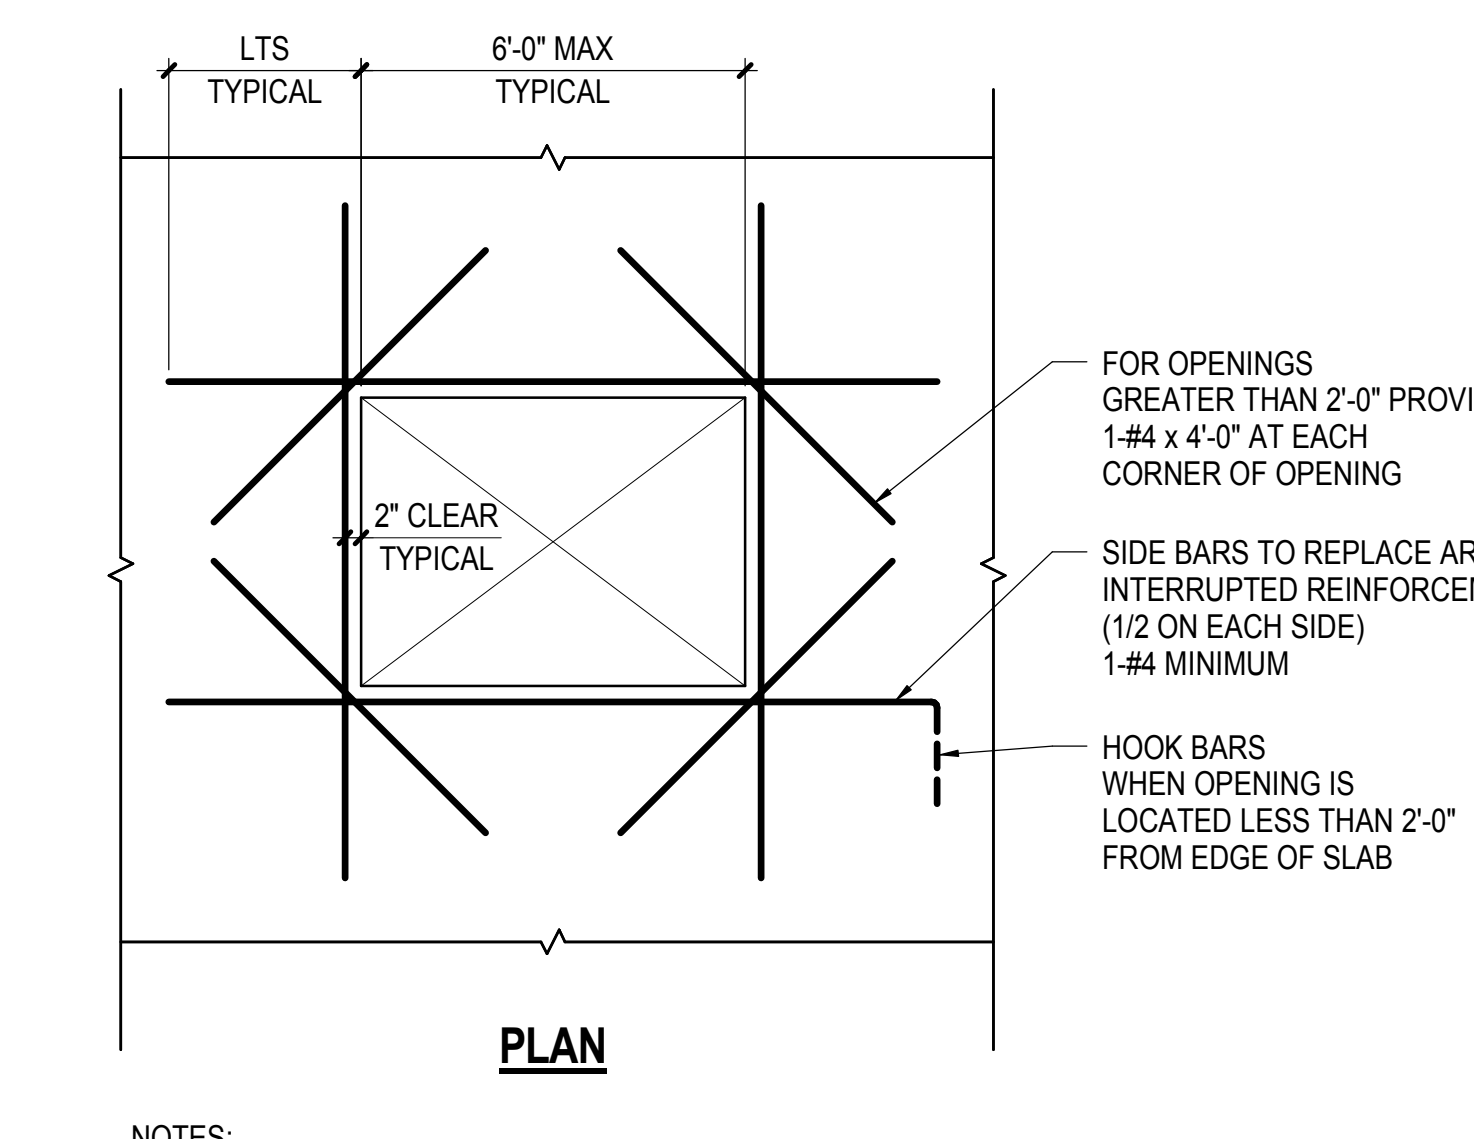 LTS
TYPICAL
6'-0" MAX
TYPICAL
FOR OPENINGS
GREATER THAN 2'-0" PROVI
1-#4 x 4'-0" AT EACH
CORNER OF OPENING
2" CLEAR
TYPICAL
SIDE BARS TO REPLACE AR
INTERRUPTED REINFORCE
(1/2 ON EACH SIDE)
1-#4 MINIMUM
HOOK BARS
WHEN OPENING IS
LOCATED LESS THAN 2'-0"
FROM EDGE OF SLAB
PLAN
NOTES: